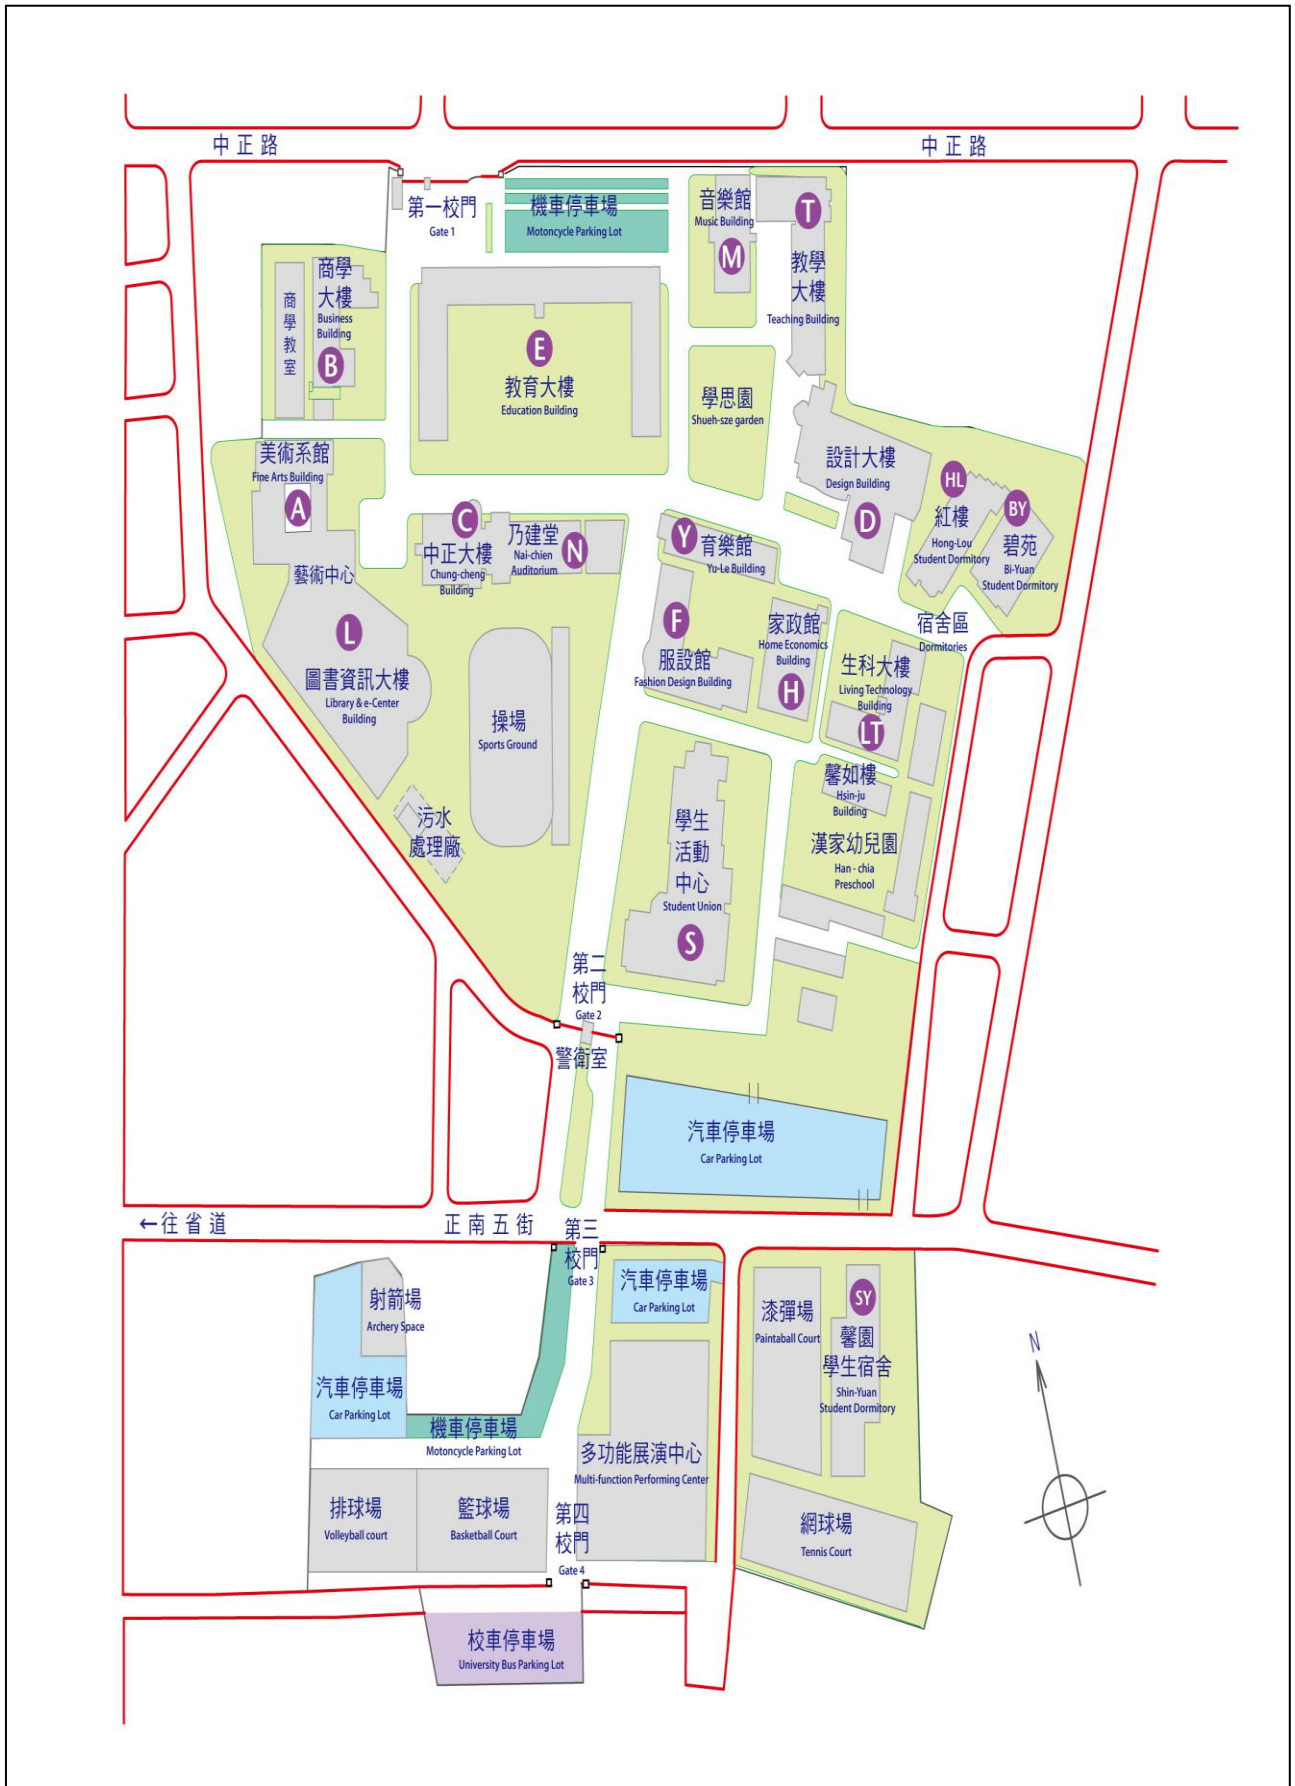 中正路
中正路
第一校門
Gate 1
機車停車場
Motoncycle Parking Lot
音樂館
Music Building
M
T
教學
大樓
Teaching Building
商學
大樓
Business
Building
B
商學教室
E
教育大樓
Education Building
學思園
Shueh-sze garden
美術系館
Fine Arts Building
A
設計大樓
Design Building
D
HL
紅樓
Hong-Lou
Student Dormitory
BY
碧苑
Bi-Yuan
Student Dormitory
C
中正大樓
Chung-cheng
Building
乃建堂
Nai-chien
Auditorium
N
Y
育樂館
Yu-Le Building
藝術中心
L
圖書資訊大樓
Library & e-Center
Building
F
服設館
Fashion Design Building
家政館
Home Economics
Building
H
宿舍區
Dormitories
生科大樓
Living Technology
Building
LT
操場
Sports Ground
馨如樓
Hsin-ju
Building
漢家幼兒園
Han - chia
Preschool
污水
處理廠
學生
活動
中心
Student Union
S
第二
校門
Gate 2
警衛室
汽車停車場
Car Parking Lot
←往省道
正南五街
第三
校門
Gate 3
汽車停車場
Car Parking Lot
射箭場
Archery Space
漆彈場
Paintaball Court
SY
馨園
學生宿舍
Shin-Yuan
Student Dormitory
N
汽車停車場
Car Parking Lot
機車停車場
Motoncycle Parking Lot
多功能展演中心
Multi-function Performing Center
排球場
Volleyball court
籃球場
Basketball Court
第四
校門
Gate 4
網球場
Tennis Court
校車停車場
University Bus Parking Lot